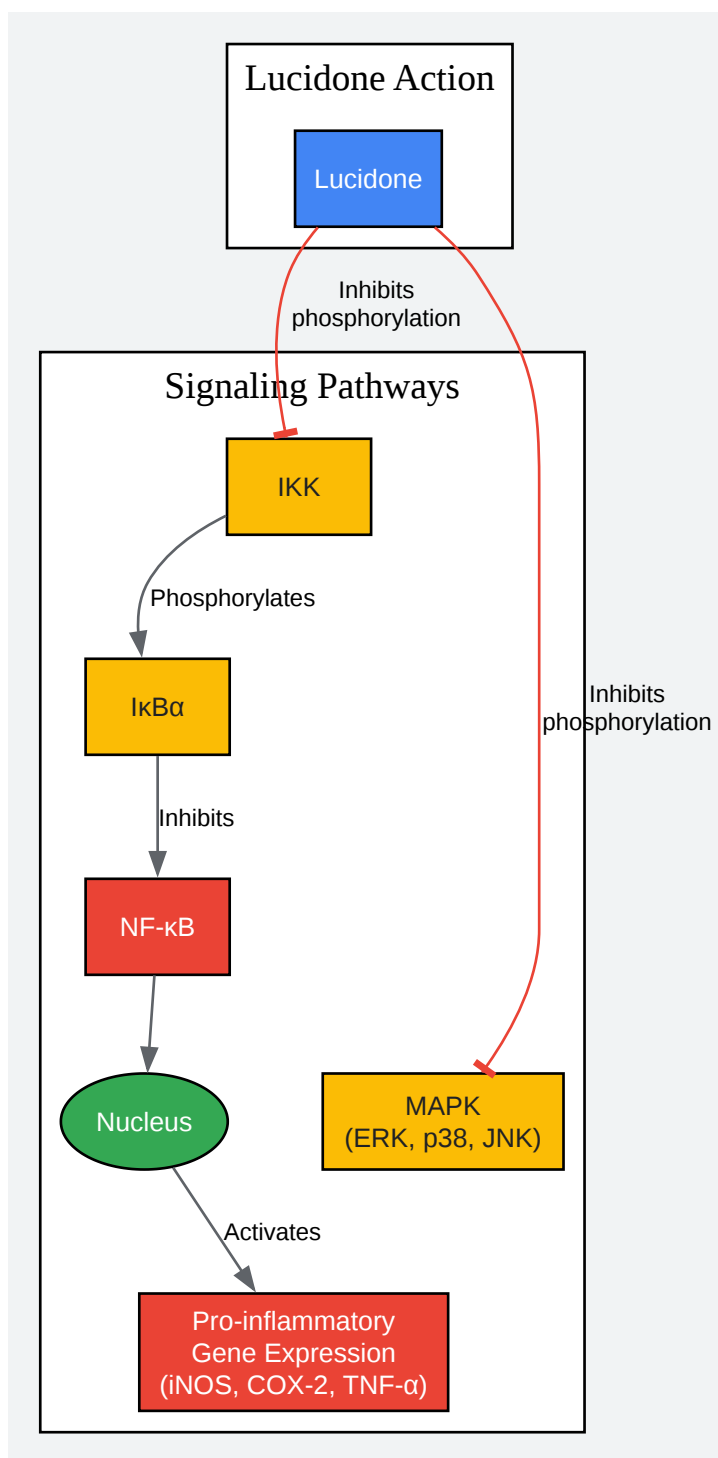 Lucidone Action
Lucidone
Inhibits
phosphorylation
Signaling Pathways
IKK
Phosphorylates
IκBα
Inhibits
phosphorylation
Inhibits
NF-κB
Nucleus
MAPK
(ERK, p38, JNK)
Activates
Pro-inflammatory
Gene Expression
(iNOS, COX-2, TNF-α)